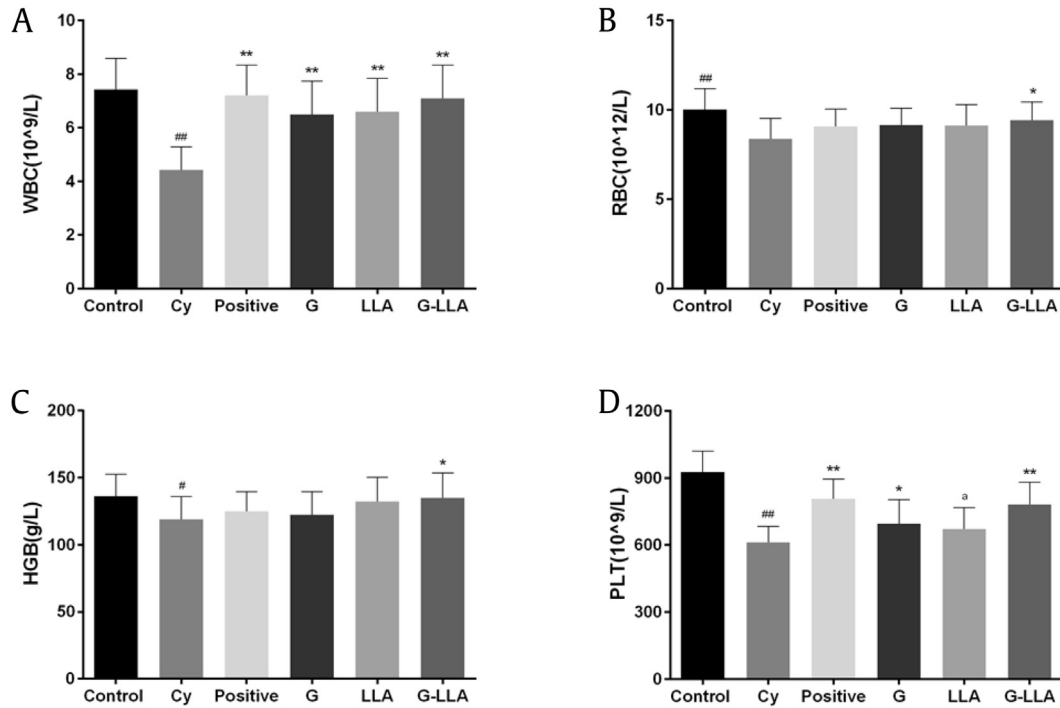 A
WBC(10^9/L)
10
8
6
4
2
0
##
**
**
**
**
Control Cy Positive G LLA G-LLA
B
RBC(10^12/L)
15
10
5
0
##
*
Control Cy Positive G LLA G-LLA
C
HGB(g/L)
200
150
100
50
0
#
*
Control Cy Positive G LLA G-LLA
D
PLT(10^9/L)
1200
900
600
300
0
##
**
*
a
**
Control Cy Positive G LLA G-LLA